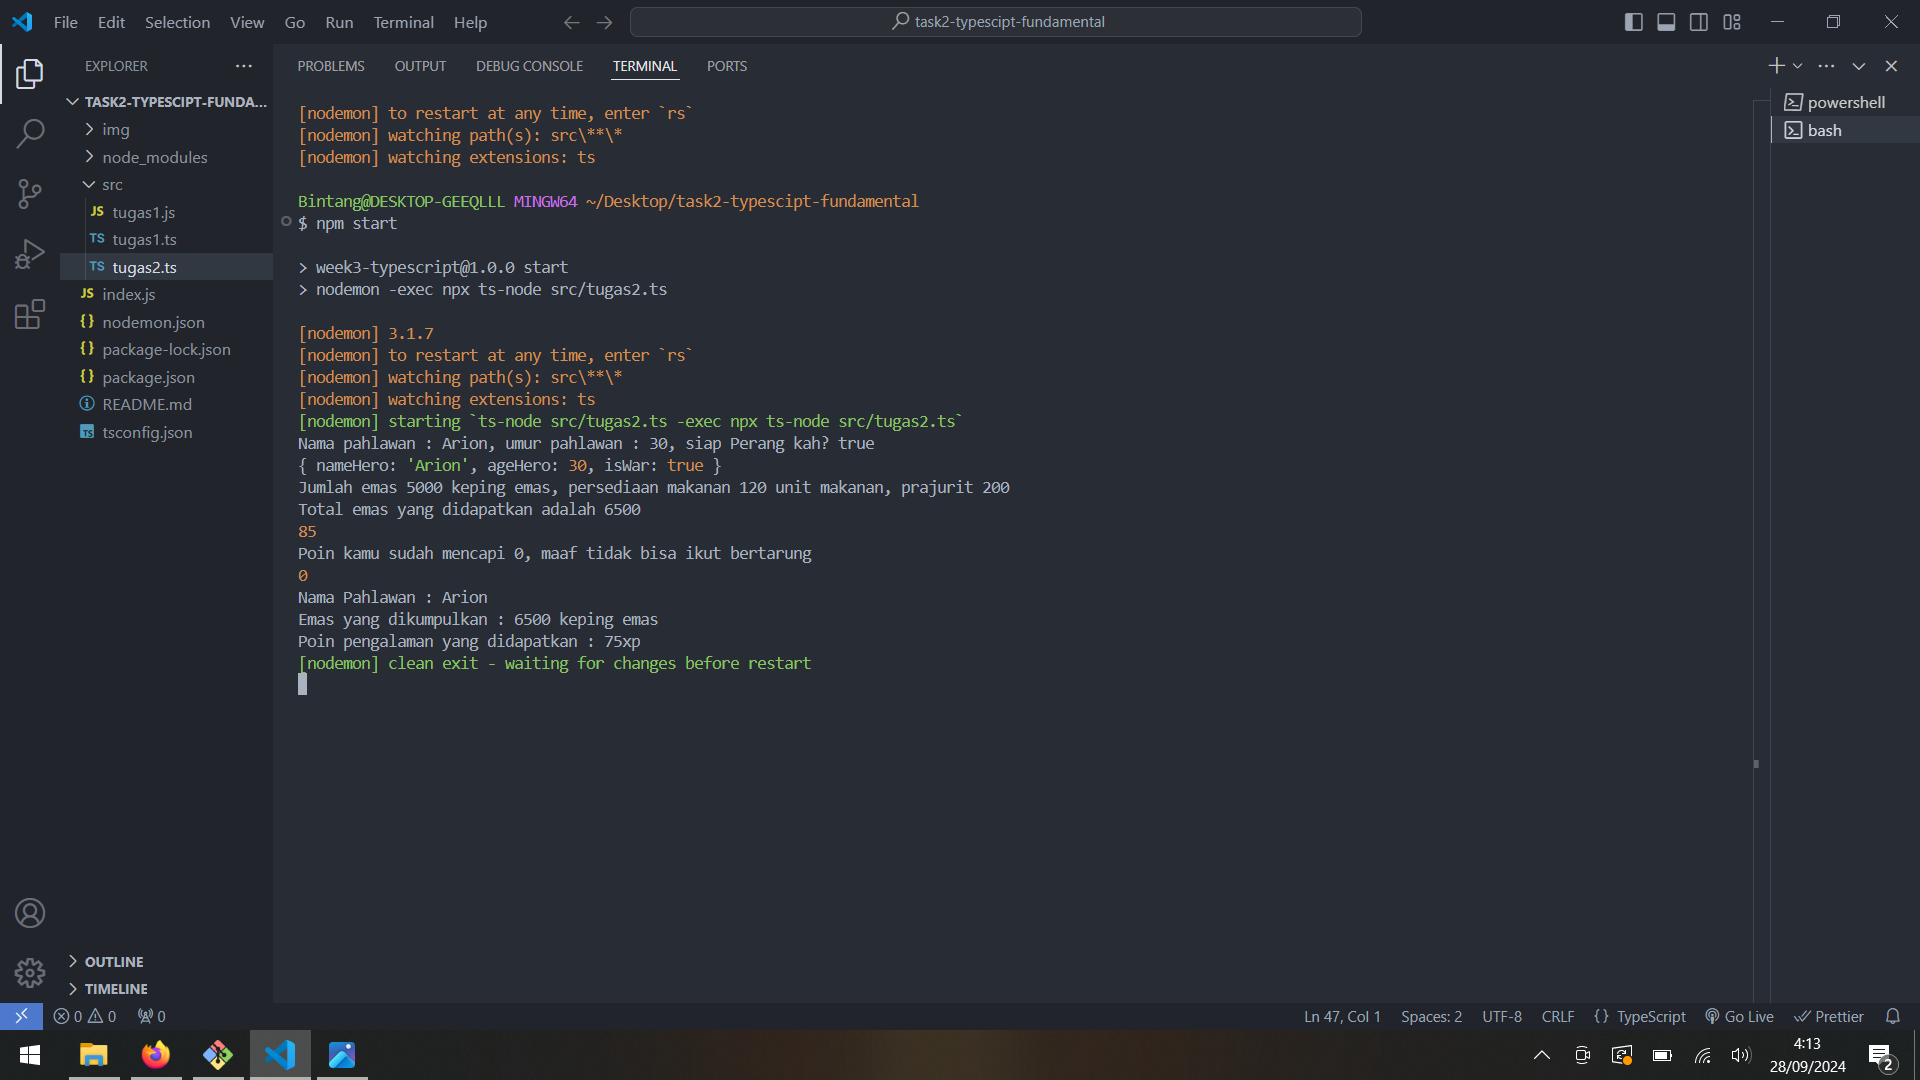 File Edit Selection View Go Run Terminal Help
task2-typescipt-fundamental
EXPLORER
TASK2-TYPESCIPT-FUNDA...
img
node_modules
src
JS tugas1.js
TS tugas1.ts
TS tugas2.ts
JS index.js
{} nodemon.json
{} package-lock.json
{} package.json
README.md
TS tsconfig.json
OUTLINE
TIMELINE
PROBLEMS OUTPUT DEBUG CONSOLE TERMINAL PORTS
[nodemon] to restart at any time, enter `rs`
[nodemon] watching path(s): src\**\*
[nodemon] watching extensions: ts
Bintang@DESKTOP-GEEQLLL MINGW64 ~/Desktop/task2-typescipt-fundamental
$ npm start
> week3-typescript@1.0.0 start
> nodemon -exec npx ts-node src/tugas2.ts
[nodemon] 3.1.7
[nodemon] to restart at any time, enter `rs`
[nodemon] watching path(s): src\**\*
[nodemon] watching extensions: ts
[nodemon] starting `ts-node src/tugas2.ts -exec npx ts-node src/tugas2.ts`
Nama pahlawan : Arion, umur pahlawan : 30, siap Perang kah? true
{ nameHero: 'Arion', ageHero: 30, isWar: true }
Jumlah emas 5000 keping emas, persediaan makanan 120 unit makanan, prajurit 200
Total emas yang didapatkan adalah 6500
85
Poin kamu sudah mencapi 0, maaf tidak bisa ikut bertarung
0
Nama Pahlawan : Arion
Emas yang dikumpulkan : 6500 keping emas
Poin pengalaman yang didapatkan : 75xp
[nodemon] clean exit - waiting for changes before restart
powershell
bash
0 0 0
Ln 47, Col 1 Spaces: 2 UTF-8 CRLF {} TypeScript Go Live Prettier
4:13
28/09/2024
2